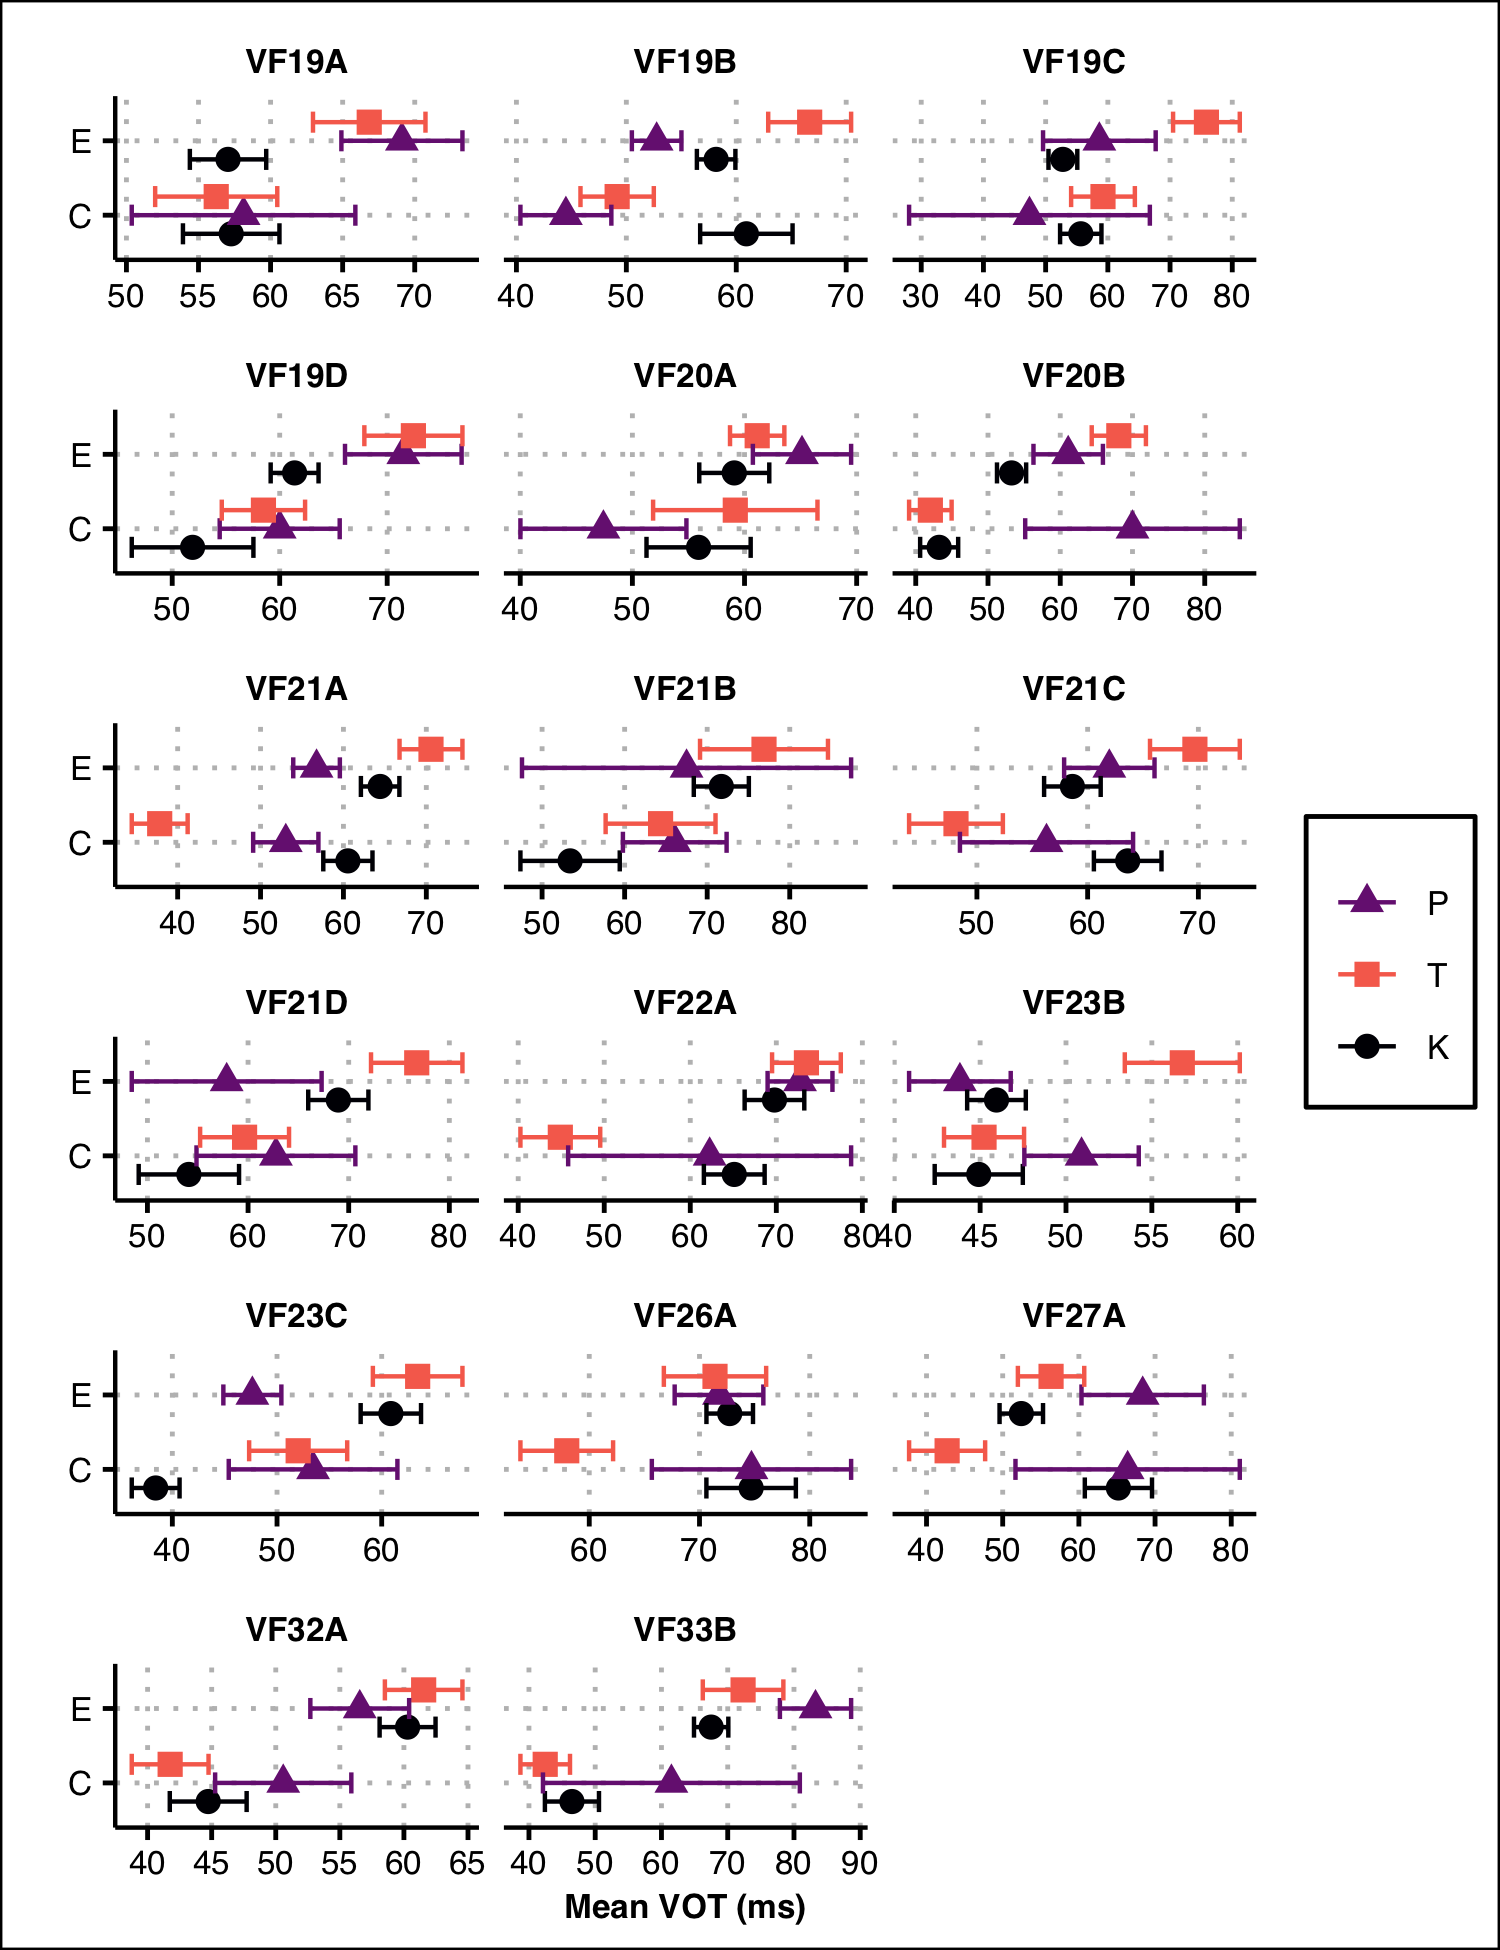 VF19A VF19B VF19C
E
C
50 55 60 65 70 40 50 60 70 30 40 50 60 70 80
VF19D VF20A VF20B
E
C
50 60 70 40 50 60 70 40 50 60 70 80
VF21A VF21B VF21C
E
C
40 50 60 70 50 60 70 80 50 60 70
P
T
K
VF21D VF22A VF23B
E
C
50 60 70 80 40 50 60 70 80 40 45 50 55 60
VF23C VF26A VF27A
E
C
40 50 60 60 70 80 40 50 60 70 80
VF32A VF33B
E
C
40 45 50 55 60 65 40 50 60 70 80 90
Mean VOT (ms)